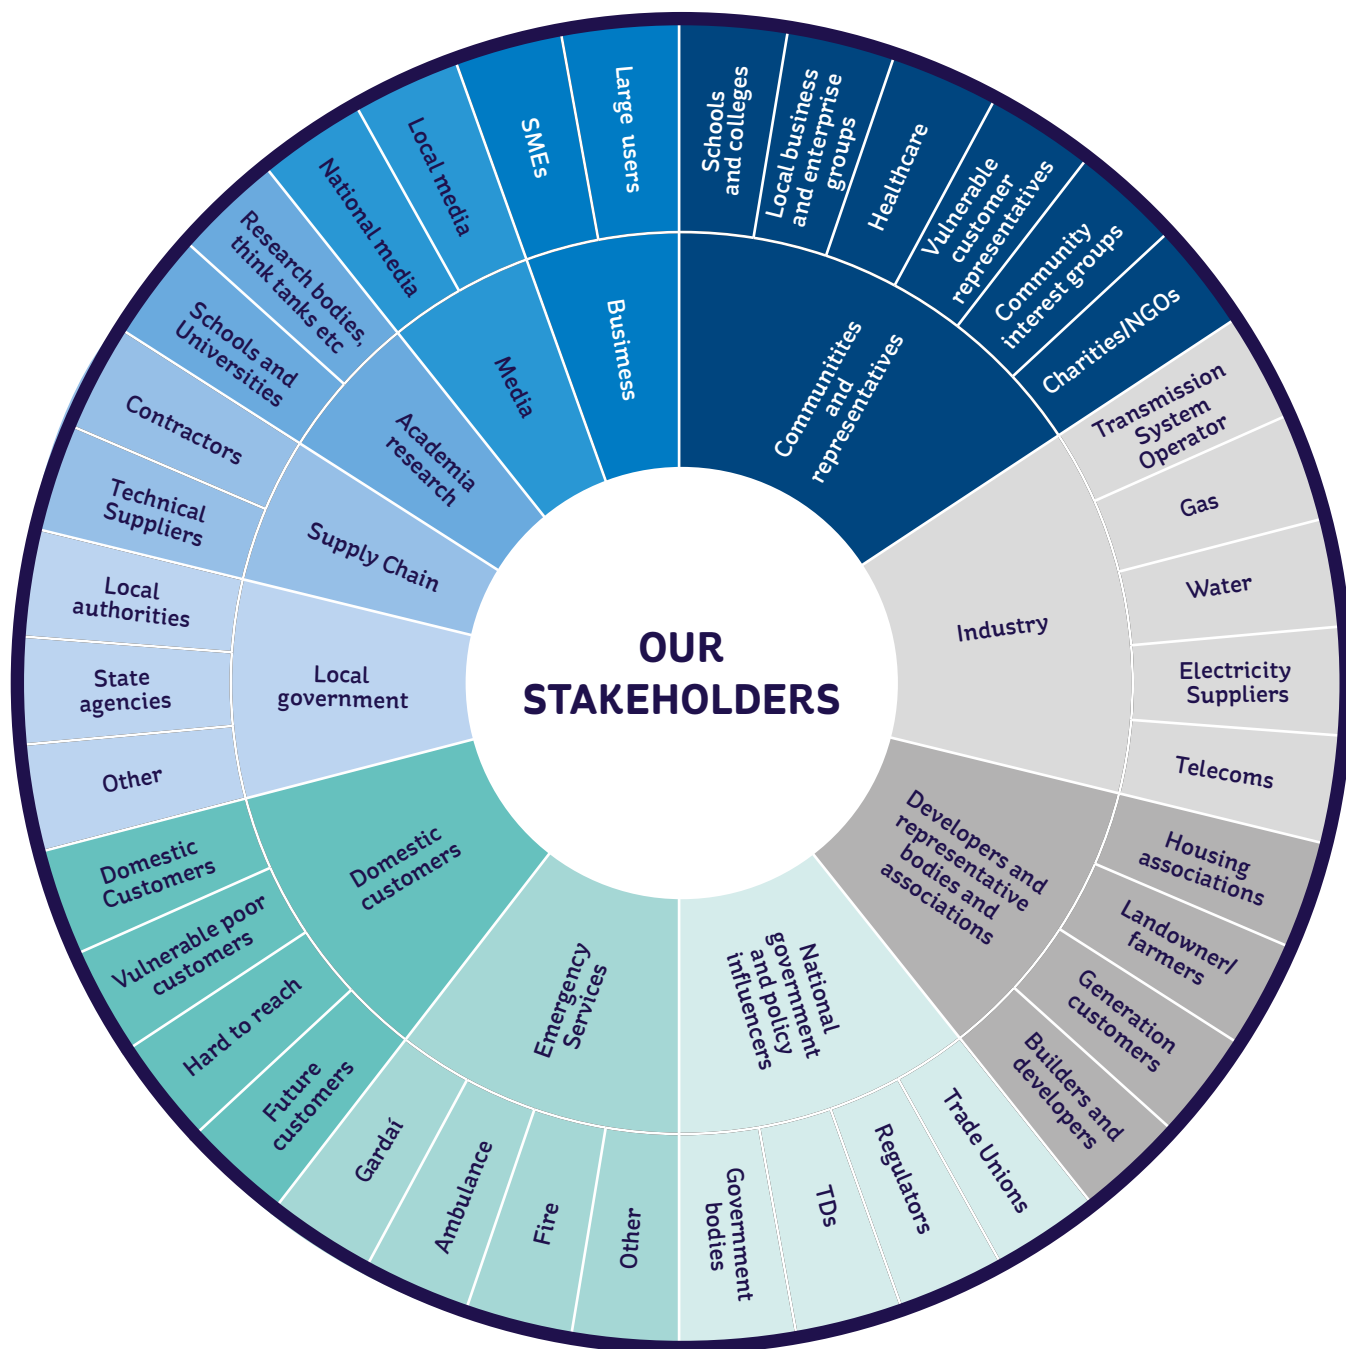 OUR
STAKEHOLDERS
Communitites
and
representatives
Schools
and colleges
Local business
and enterprise
groups
Healthcare
Vulnerable
customer
representatives
Community
interest groups
Charities/NGOs
Industry
Transmission
System
Operator
Gas
Water
Electricity
Suppliers
Telecoms
Developers and
representative
bodies and
associations
Housing
associations
Landowner/
farmers
Generation
customers
Builders and
developers
National
government
and policy
influencers
Trade Unions
Regulators
TDs
Government
bodies
Emergency
Services
Other
Fire
Ambulance
Gardaí
Domestic
customers
Future
customers
Hard to reach
Vulnerable poor
customers
Domestic
Customers
Local
government
Other
State
agencies
Local
authorities
Supply Chain
Technical
Suppliers
Contractors
Academia
research
Schools and
Universities
Research bodies,
think tanks etc
Media
National media
Local media
Busimess
SMEs
Large users